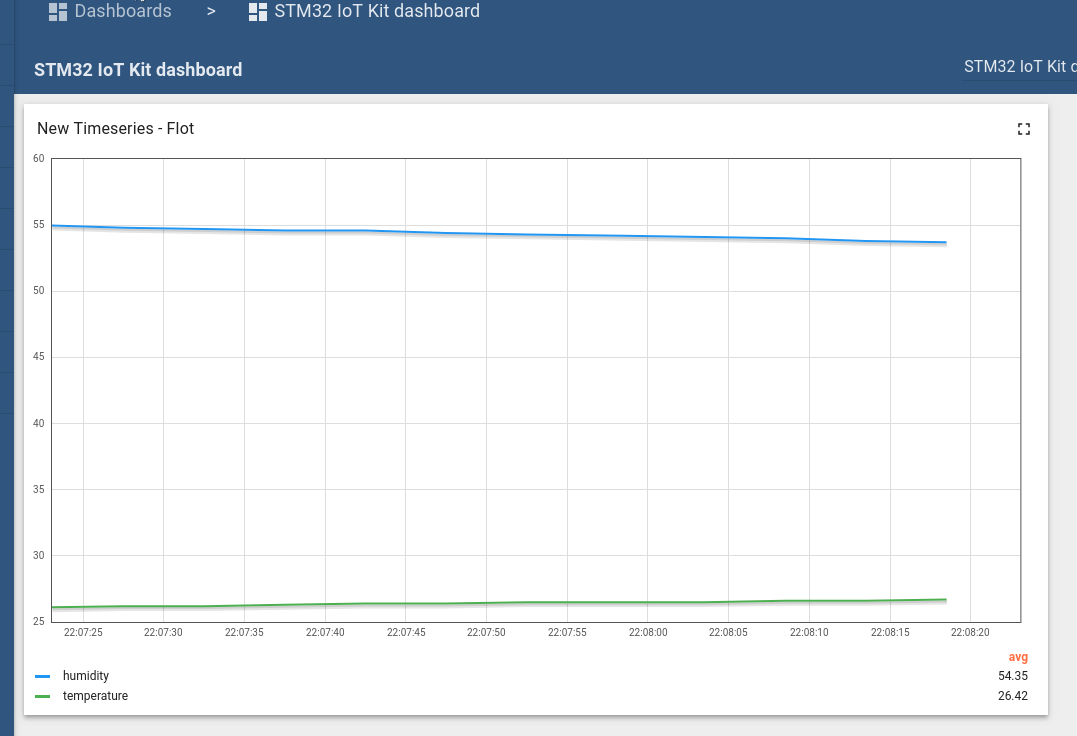 Dashboards > STM32 IoT Kit dashboard
STM32 IoT Kit dashboard
STM32 IoT Kit
New Timeseries - Flot
60
55
50
45
40
35
30
25
22:07:25 22:07:30 22:07:35 22:07:40 22:07:45 22:07:50 22:07:55 22:08:00 22:08:05 22:08:10 22:08:15 22:08:20
avg
humidity 54.35
temperature 26.42